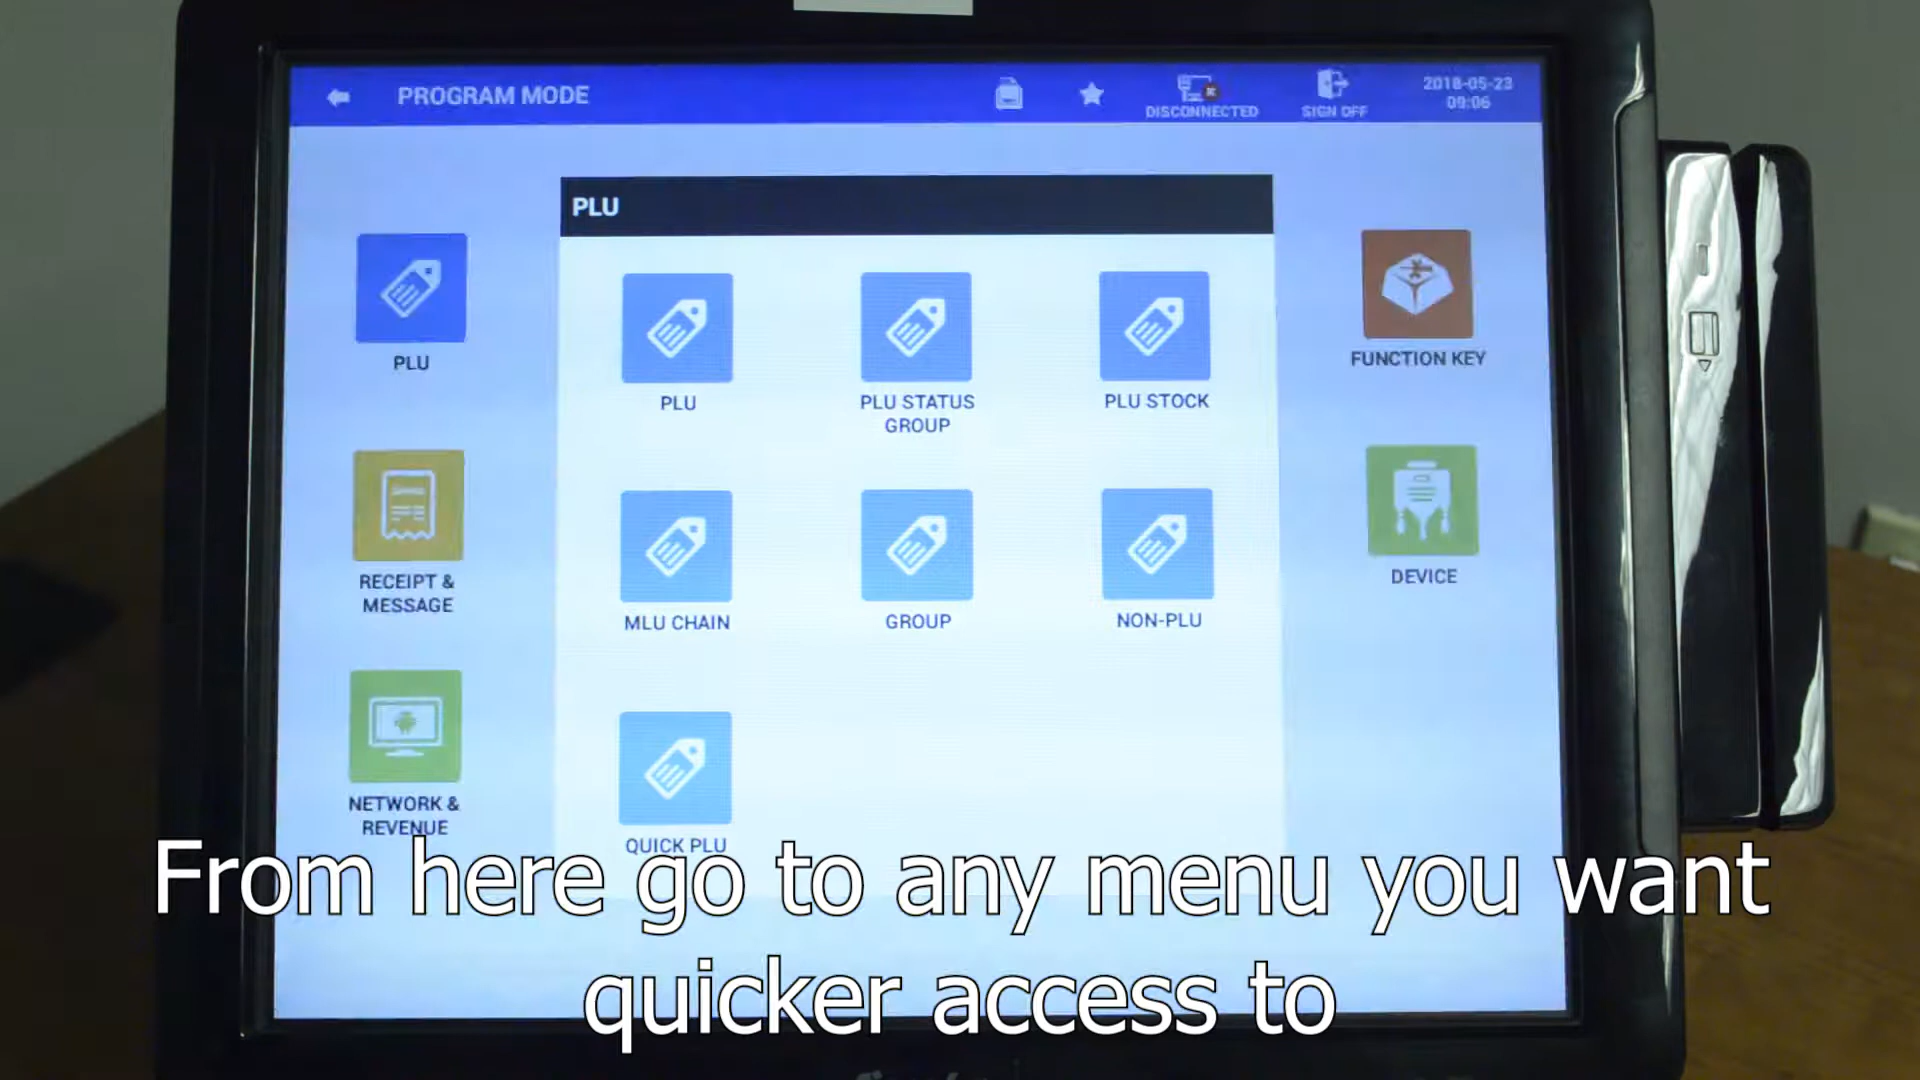 PROGRAM MODE
DISCONNECTED
SIGN OFF
2018-05-23
09:06
PLU
PLU
RECEIPT &
MESSAGE
NETWORK &
REVENUE
PLU
PLU STATUS
GROUP
PLU STOCK
MLU CHAIN
GROUP
NON-PLU
QUICK PLU
FUNCTION KEY
DEVICE
From here go to any menu you want
quicker access to